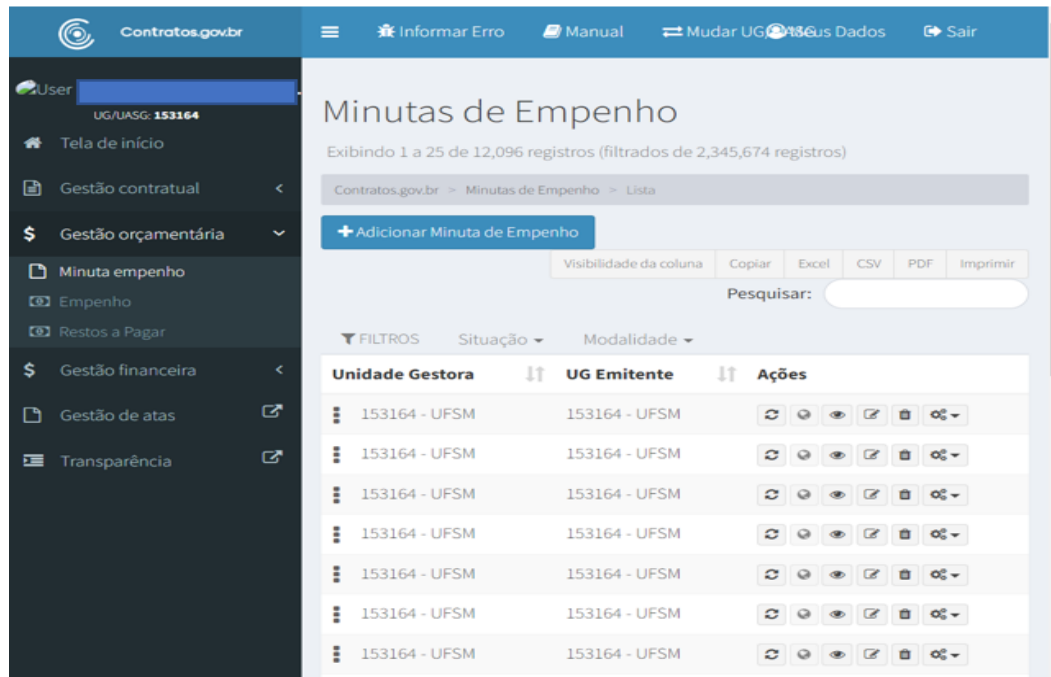 Contratos.gov.br
Informar Erro Manual Mudar UG/UASG Meus Dados Sair
User
UG/UASG: 153164
Tela de início
Gestão contratual
Gestão orçamentária
Minuta empenho
Empenho
Restos a Pagar
Gestão financeira
Gestão de atas
Transparência
Minutas de Empenho
Exibindo 1 a 25 de 12,096 registros (filtrados de 2,345,674 registros)
Contratos.gov.br > Minutas de Empenho > Lista
+Adicionar Minuta de Empenho
Visibilidade da coluna Copiar Excel CSV PDF Imprimir
Pesquisar:
FILTROS Situação Modalidade
Unidade Gestora UG Emitente Ações
153164 - UFSM 153164 - UFSM
153164 - UFSM 153164 - UFSM
153164 - UFSM 153164 - UFSM
153164 - UFSM 153164 - UFSM
153164 - UFSM 153164 - UFSM
153164 - UFSM 153164 - UFSM
153164 - UFSM 153164 - UFSM